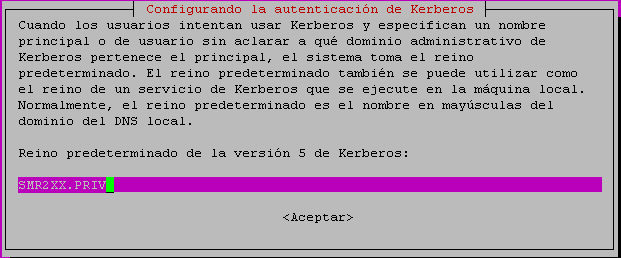 Configurando la autenticación de Kerberos
Cuando los usuarios intentan usar Kerberos y especifican un nombre
principal o de usuario sin aclarar a qué dominio administrativo de
Kerberos pertenece el principal, el sistema toma el reino
predeterminado. El reino predeterminado también se puede utilizar como
el reino de un servicio de Kerberos que se ejecute en la máquina local.
Normalmente, el reino predeterminado es el nombre en mayúsculas del
dominio del DNS local.
Reino predeterminado de la versión 5 de Kerberos:
SMR2XX.PRIV
<Aceptar>